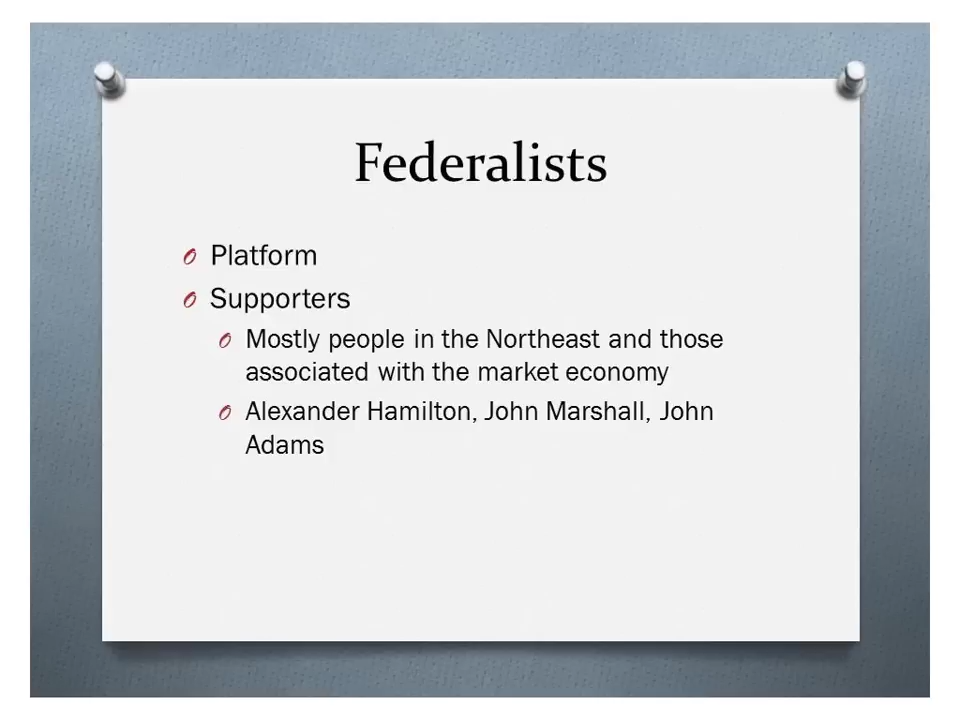 Federalists
Platform
Supporters
Mostly people in the Northeast and those
associated with the market economy
Alexander Hamilton, John Marshall, John
Adams